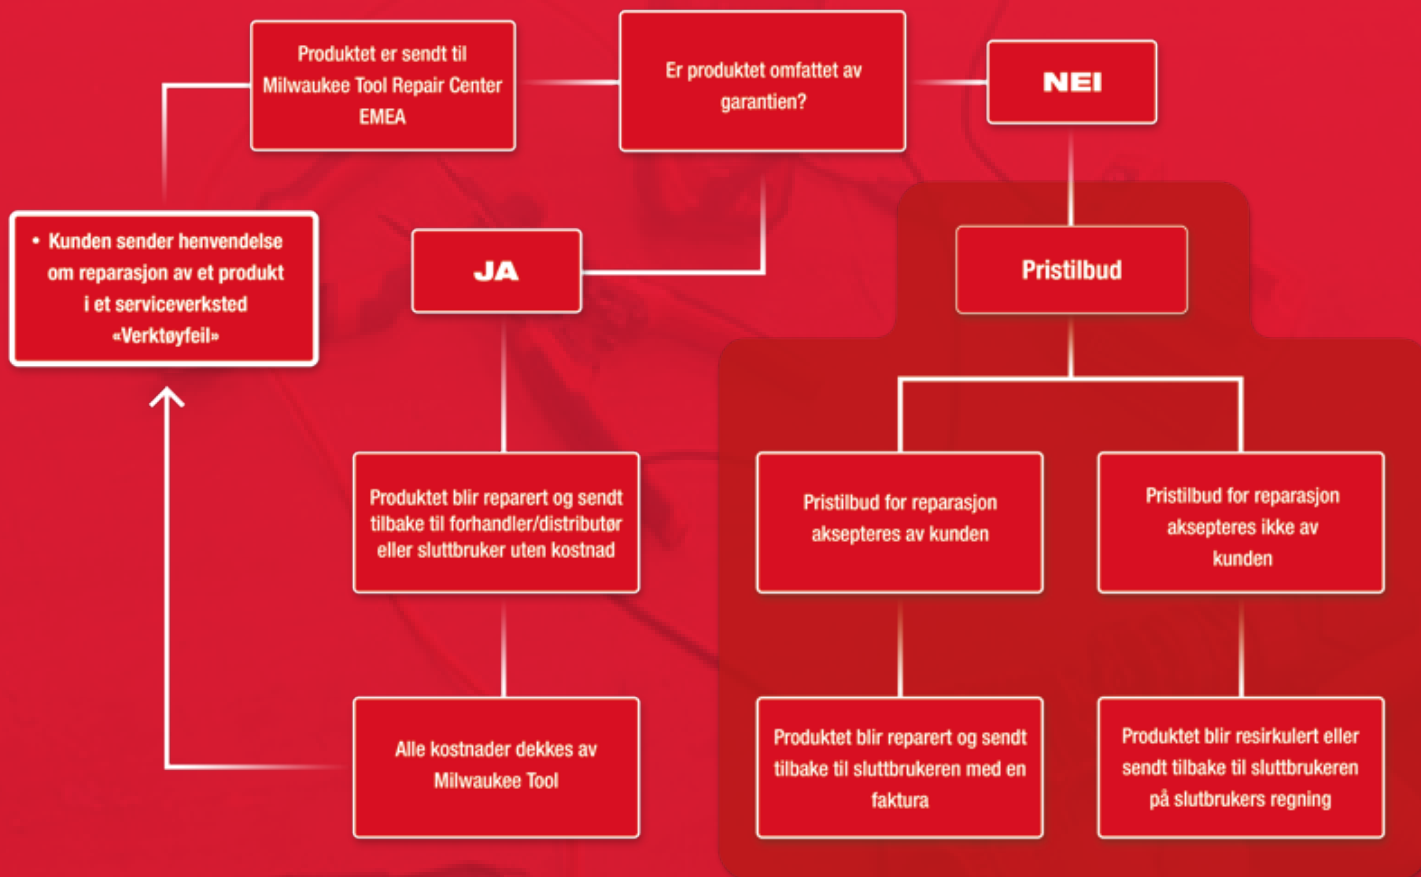 Produktet er sendt til
Milwaukee Tool Repair Center
EMEA
Er produktet omfattet av
garantien?
NEI
• Kunden sender henvendelse
om reparasjon av et produkt
i et serviceverksted
«Verktøyfeil»
JA
Pristilbud
Produktet blir reparert og sendt
tilbake til forhandler/distributør
eller sluttbruker uten kostnad
Pristilbud for reparasjon
aksepteres av kunden
Pristilbud for reparasjon
aksepteres ikke av
kunden
Alle kostnader dekkes av
Milwaukee Tool
Produktet blir reparert og sendt
tilbake til sluttbrukeren med en
faktura
Produktet blir resirkulert eller
sendt tilbake til sluttbrukeren
på slutbrukers regning